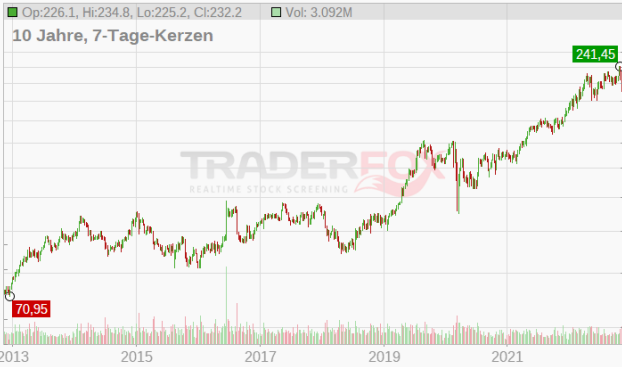 Op:226.1, Hi:234.8, Lo:225.2, Cl:232.2 Vol: 3.092M
10 Jahre, 7-Tage-Kerzen
241,45
TRADERFOX
REALTIME STOCK SCREENING
70,95
2013 2015 2017 2019 2021